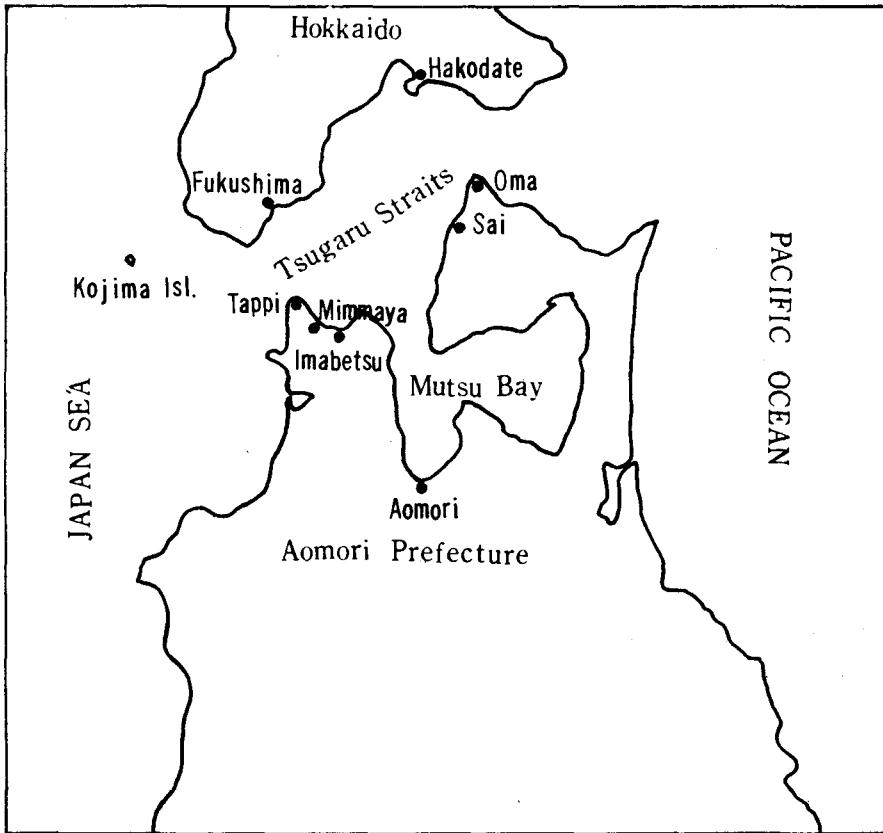 Hokkaido
Hakodate
Fukushima
Tsugaru Straits
Oma
Sai
Kojima Isl.
Tappi
Mimmaya
Imabetsu
Mutsu Bay
PACIFIC OCEAN
JAPAN SEA
Aomori
Aomori Prefecture